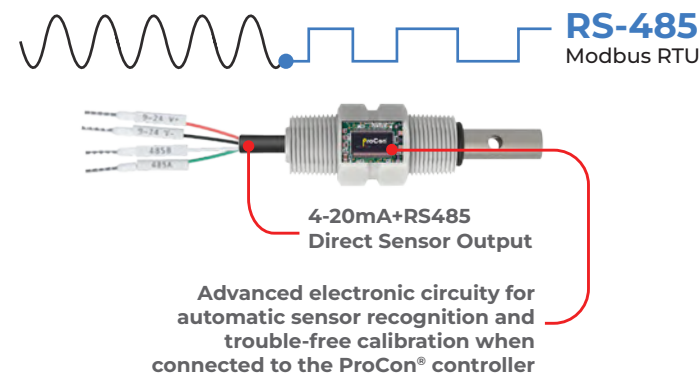 RS-485
Modbus RTU
9-24 V+
9-24 V-
485B
485A
ProCon
4-20mA+RS485
Direct Sensor Output
Advanced electronic circuity for
automatic sensor recognition and
trouble-free calibration when
connected to the ProCon® controller